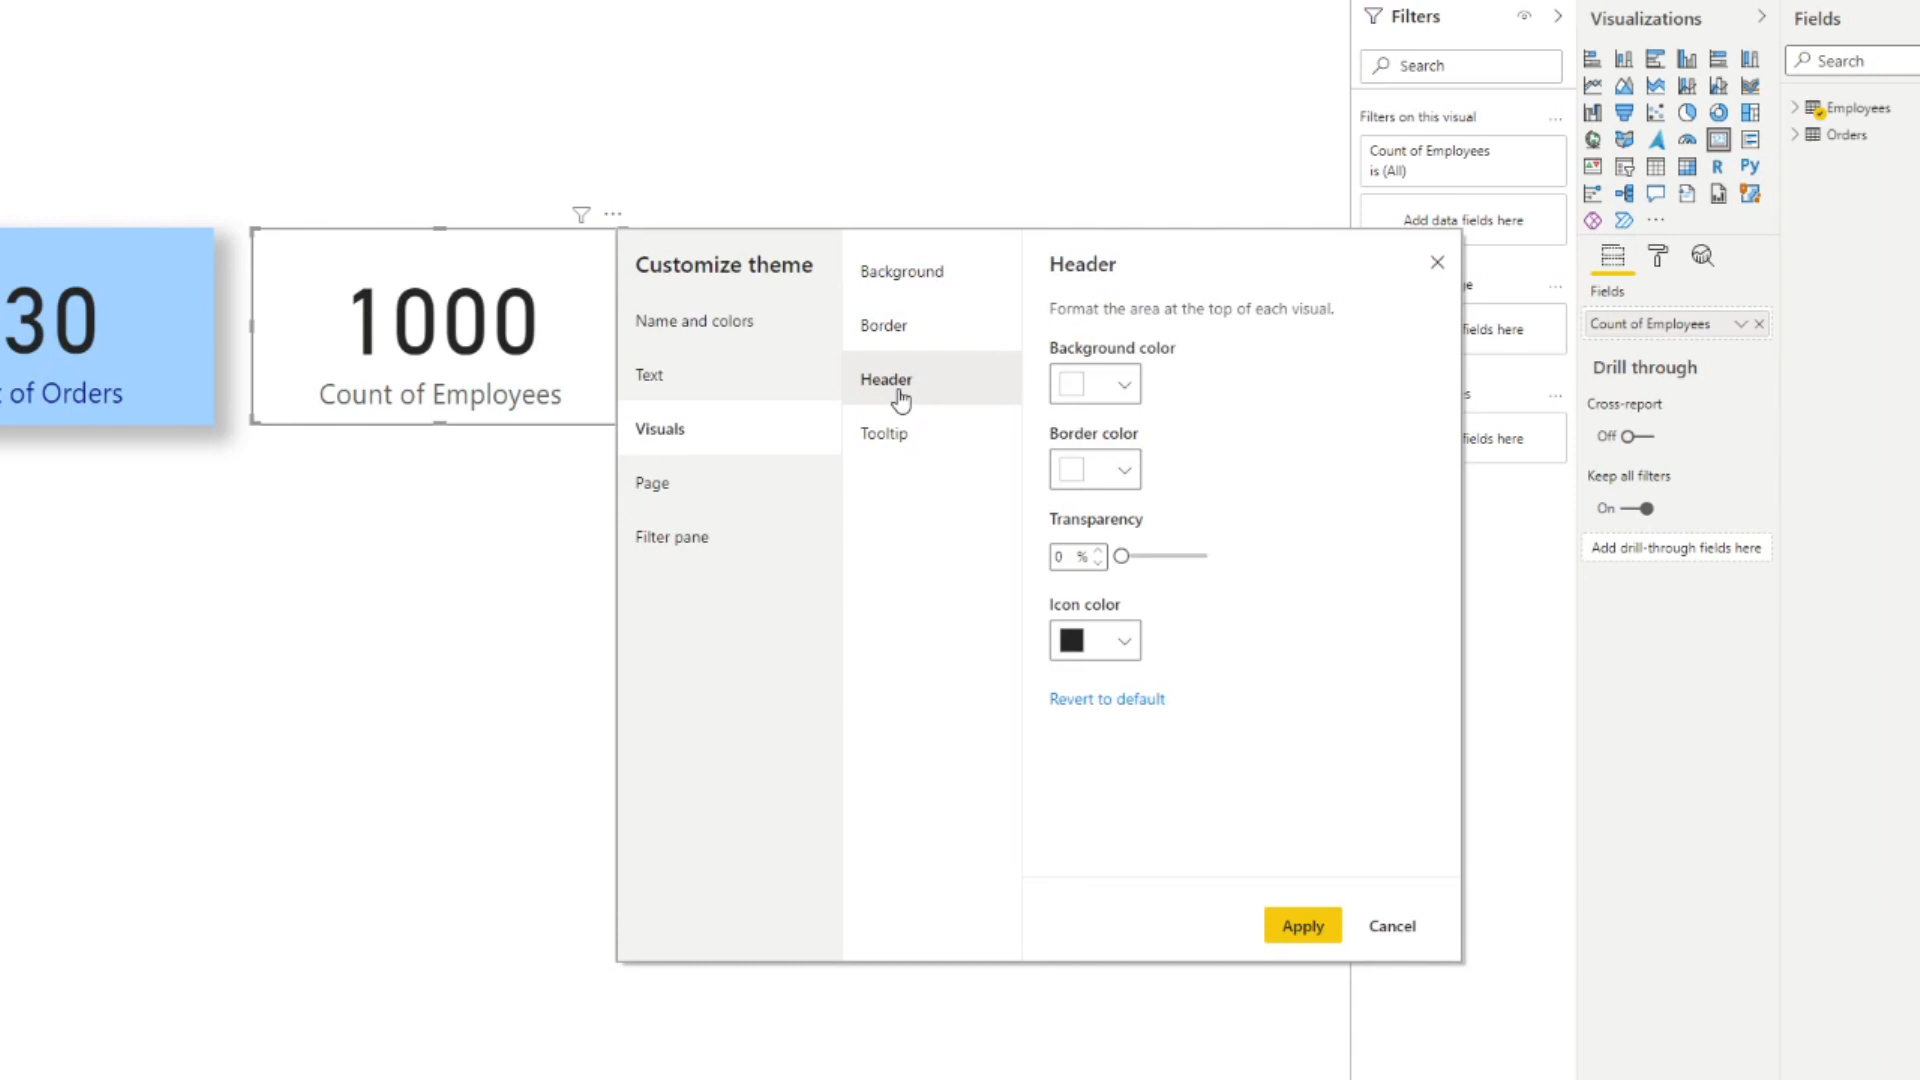 30
of Orders
1000
Count of Employees
Customize theme
Name and colors
Text
Visuals
Page
Filter pane
Background
Border
Header
Tooltip
Header
Format the area at the top of each visual.
Background color
Border color
Transparency
0 %
Icon color
Revert to default
Apply
Cancel
Filters
Search
Filters on this visual
...
Count of Employees
is (All)
Add data fields here
...
fields here
...
fields here
Visualizations
R
Py
...
Fields
Count of Employees
Drill through
Cross-report
Off
Keep all filters
On
Add drill-through fields here
Fields
Search
Employees
Orders